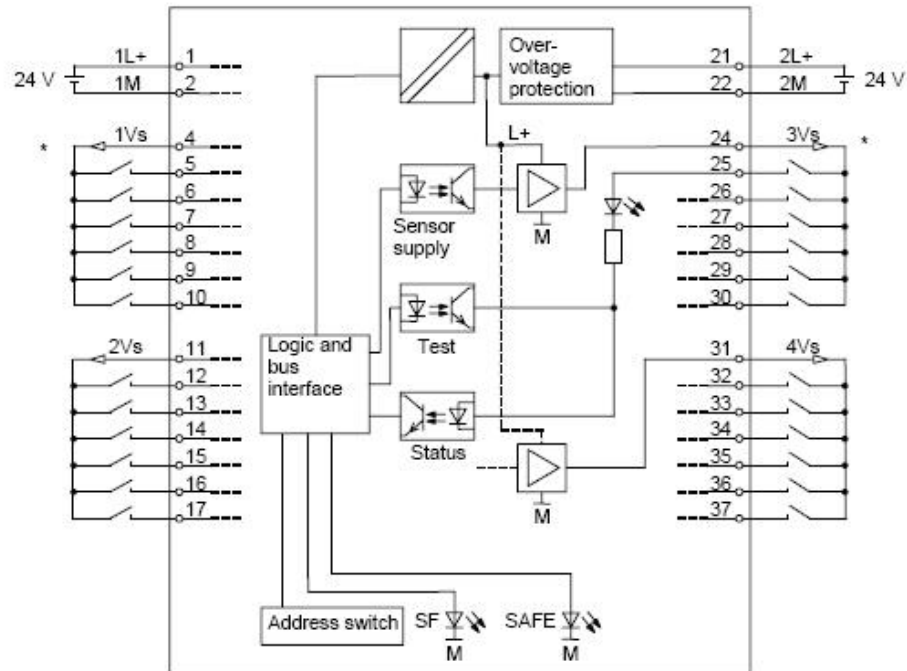 1L+ 1 Over- 21 2L+
24 V voltage 24 V
1M 2 protection 22 2M
* 1Vs 4 L+ 24 3Vs *
5 25
6 26
7 M 27
Sensor
8 28
supply
9 29
10 30
2Vs 11 Logic and Test 31 4Vs
bus
12 interface 32
13 33
14 Status 34
15 35
16 36
17 M 37
Address switch SF SAFE
M M